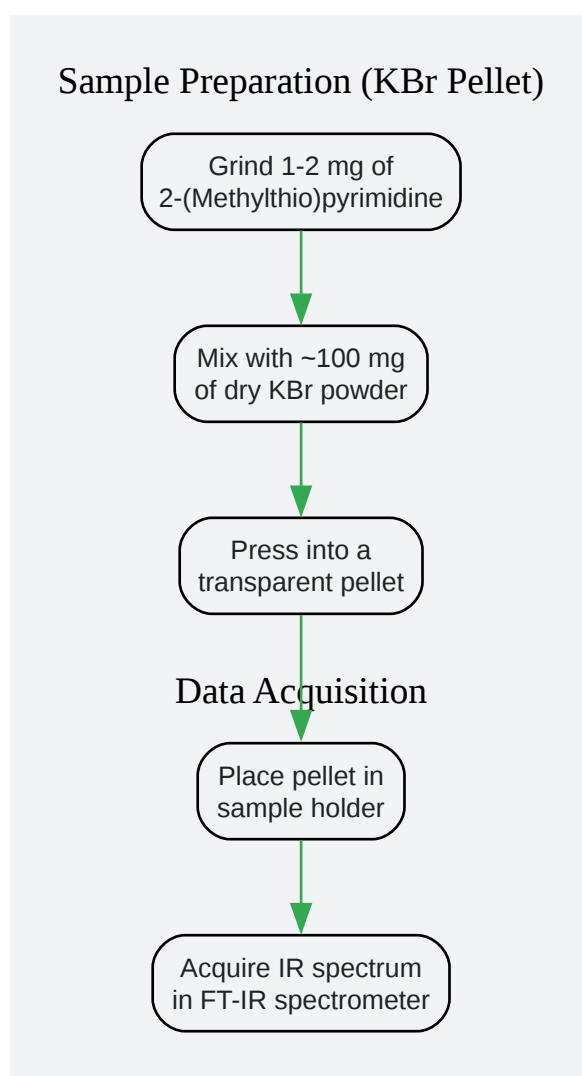 Sample Preparation (KBr Pellet)
Grind 1-2 mg of
2-(Methylthio)pyrimidine
Mix with ~100 mg
of dry KBr powder
Press into a
transparent pellet
Data Acquisition
Place pellet in
sample holder
Acquire IR spectrum
in FT-IR spectrometer